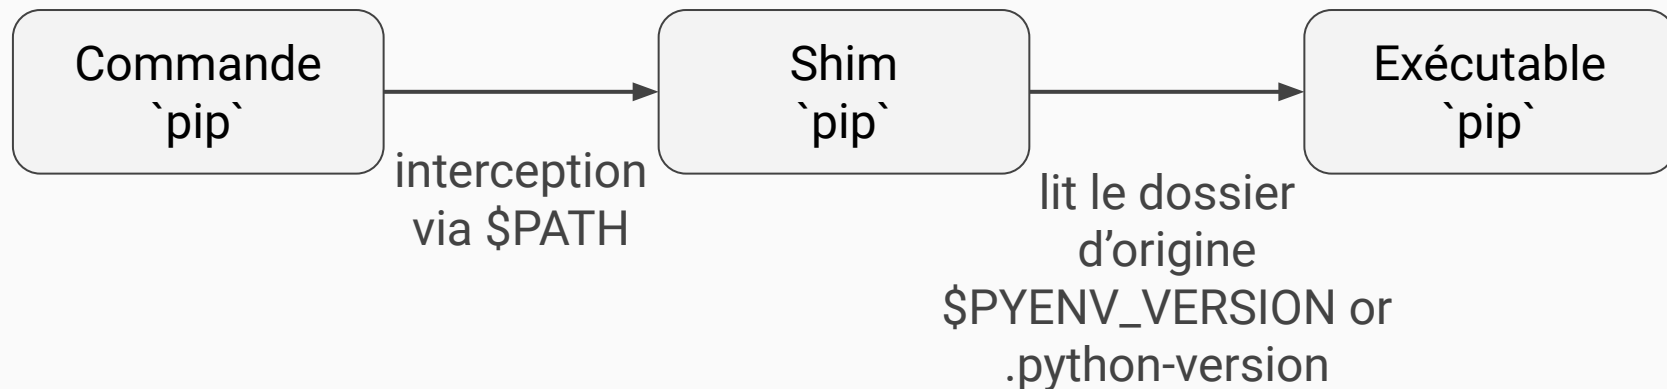 Commande
`pip`
interception
via $PATH
Shim
`pip`
lit le dossier
d’origine
$PYENV_VERSION or
.python-version
Exécutable
`pip`